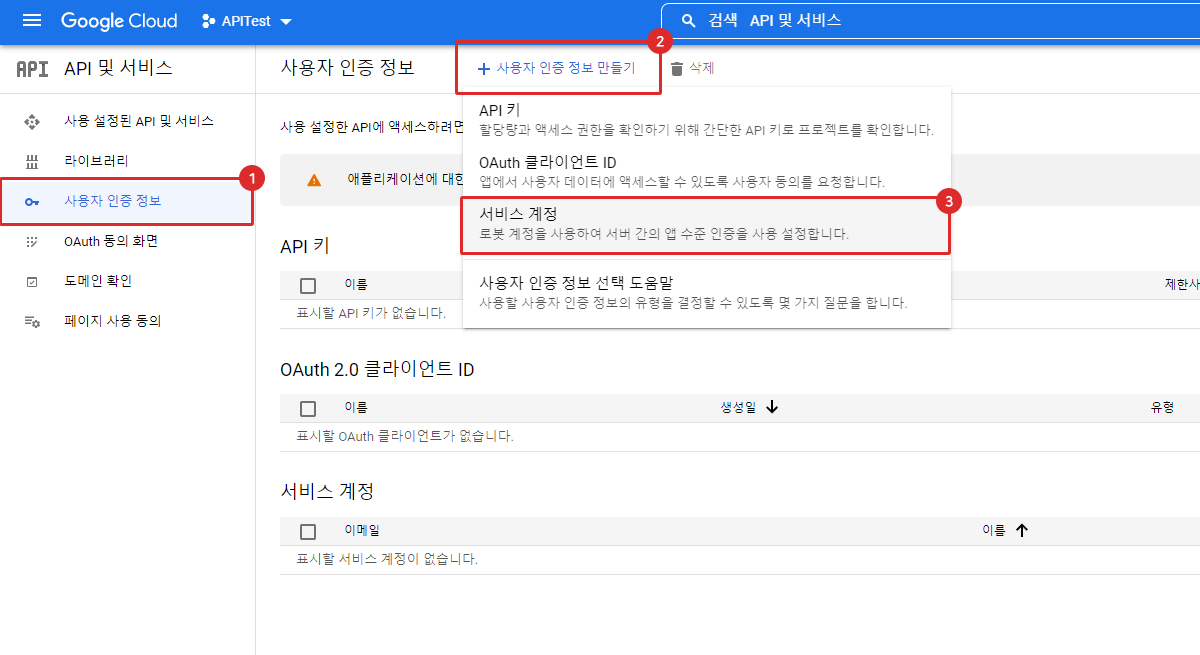 Google Cloud
APITest
검색 API 및 서비스
API API 및 서비스
사용자 인증 정보
+ 사용자 인증 정보 만들기
2
삭제
사용 설정된 API 및 서비스
라이브러리
사용자 인증 정보
1
OAuth 동의 화면
도메인 확인
페이지 사용 동의
사용 설정한 API에 액세스하려면
애플리케이션에 대한
API 키
할당량과 액세스 권한을 확인하기 위해 간단한 API 키로 프로젝트를 확인합니다.
OAuth 클라이언트 ID
앱에서 사용자 데이터에 액세스할 수 있도록 사용자 동의를 요청합니다.
서비스 계정
3
로봇 계정을 사용하여 서버 간의 앱 수준 인증을 사용 설정합니다.
사용자 인증 정보 선택 도움말
사용할 사용자 인증 정보의 유형을 결정할 수 있도록 몇 가지 질문을 합니다.
API 키
이름
제한사
표시할 API 키가 없습니다.
OAuth 2.0 클라이언트 ID
이름 생성일 유형
표시할 OAuth 클라이언트가 없습니다.
서비스 계정
이메일 이름
표시할 서비스 계정이 없습니다.